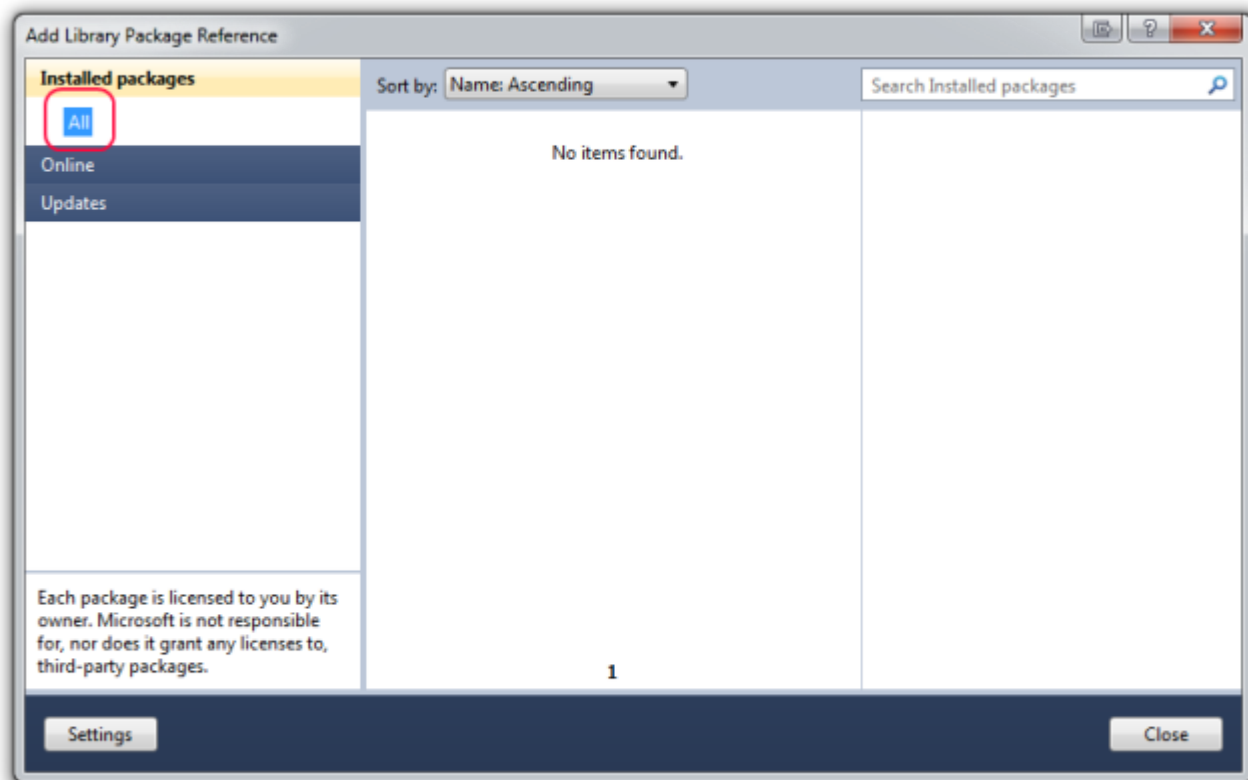 Add Library Package Reference
Installed packages
All
Online
Updates
Sort by: Name: Ascending
Search Installed packages
No items found.
Each package is licensed to you by its
owner. Microsoft is not responsible
for, nor does it grant any licenses to,
third-party packages.
1
Settings
Close